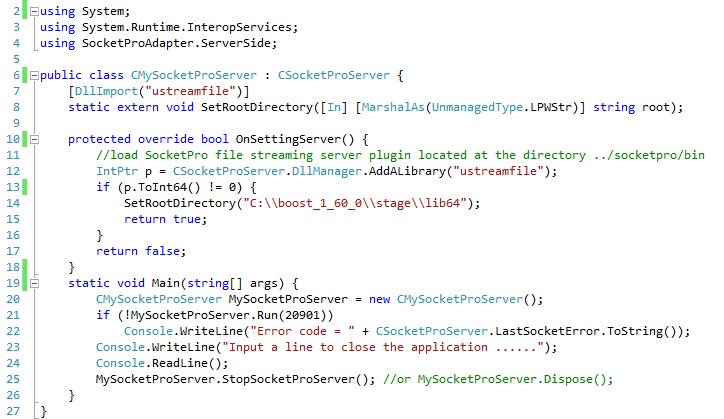 2 using System;
3 using System.Runtime.InteropServices;
4 using SocketProAdapter.ServerSide;
5
6 public class CMySocketProServer : CSocketProServer {
7     [DllImport("ustreamfile")]
8     static extern void SetRootDirectory([In] [MarshalAs(UnmanagedType.LPWStr)] string root);
9
10     protected override bool OnSettingServer() {
11         //load SocketPro file streaming server plugin located at the directory ../socketpro/bin
12         IntPtr p = CSocketProServer.DllManager.AddALibrary("ustreamfile");
13         if (p.ToInt64() != 0) {
14             SetRootDirectory("C:\\boost_1_60_0\\stage\\lib64");
15             return true;
16         }
17         return false;
18     }
19     static void Main(string[] args) {
20         CMySocketProServer MySocketProServer = new CMySocketProServer();
21         if (!MySocketProServer.Run(20901))
22             Console.WriteLine("Error code = " + CSocketProServer.LastSocketError.ToString());
23         Console.WriteLine("Input a line to close the application ......");
24         Console.ReadLine();
25         MySocketProServer.StopSocketProServer(); //or MySocketProServer.Dispose();
26     }
27 }